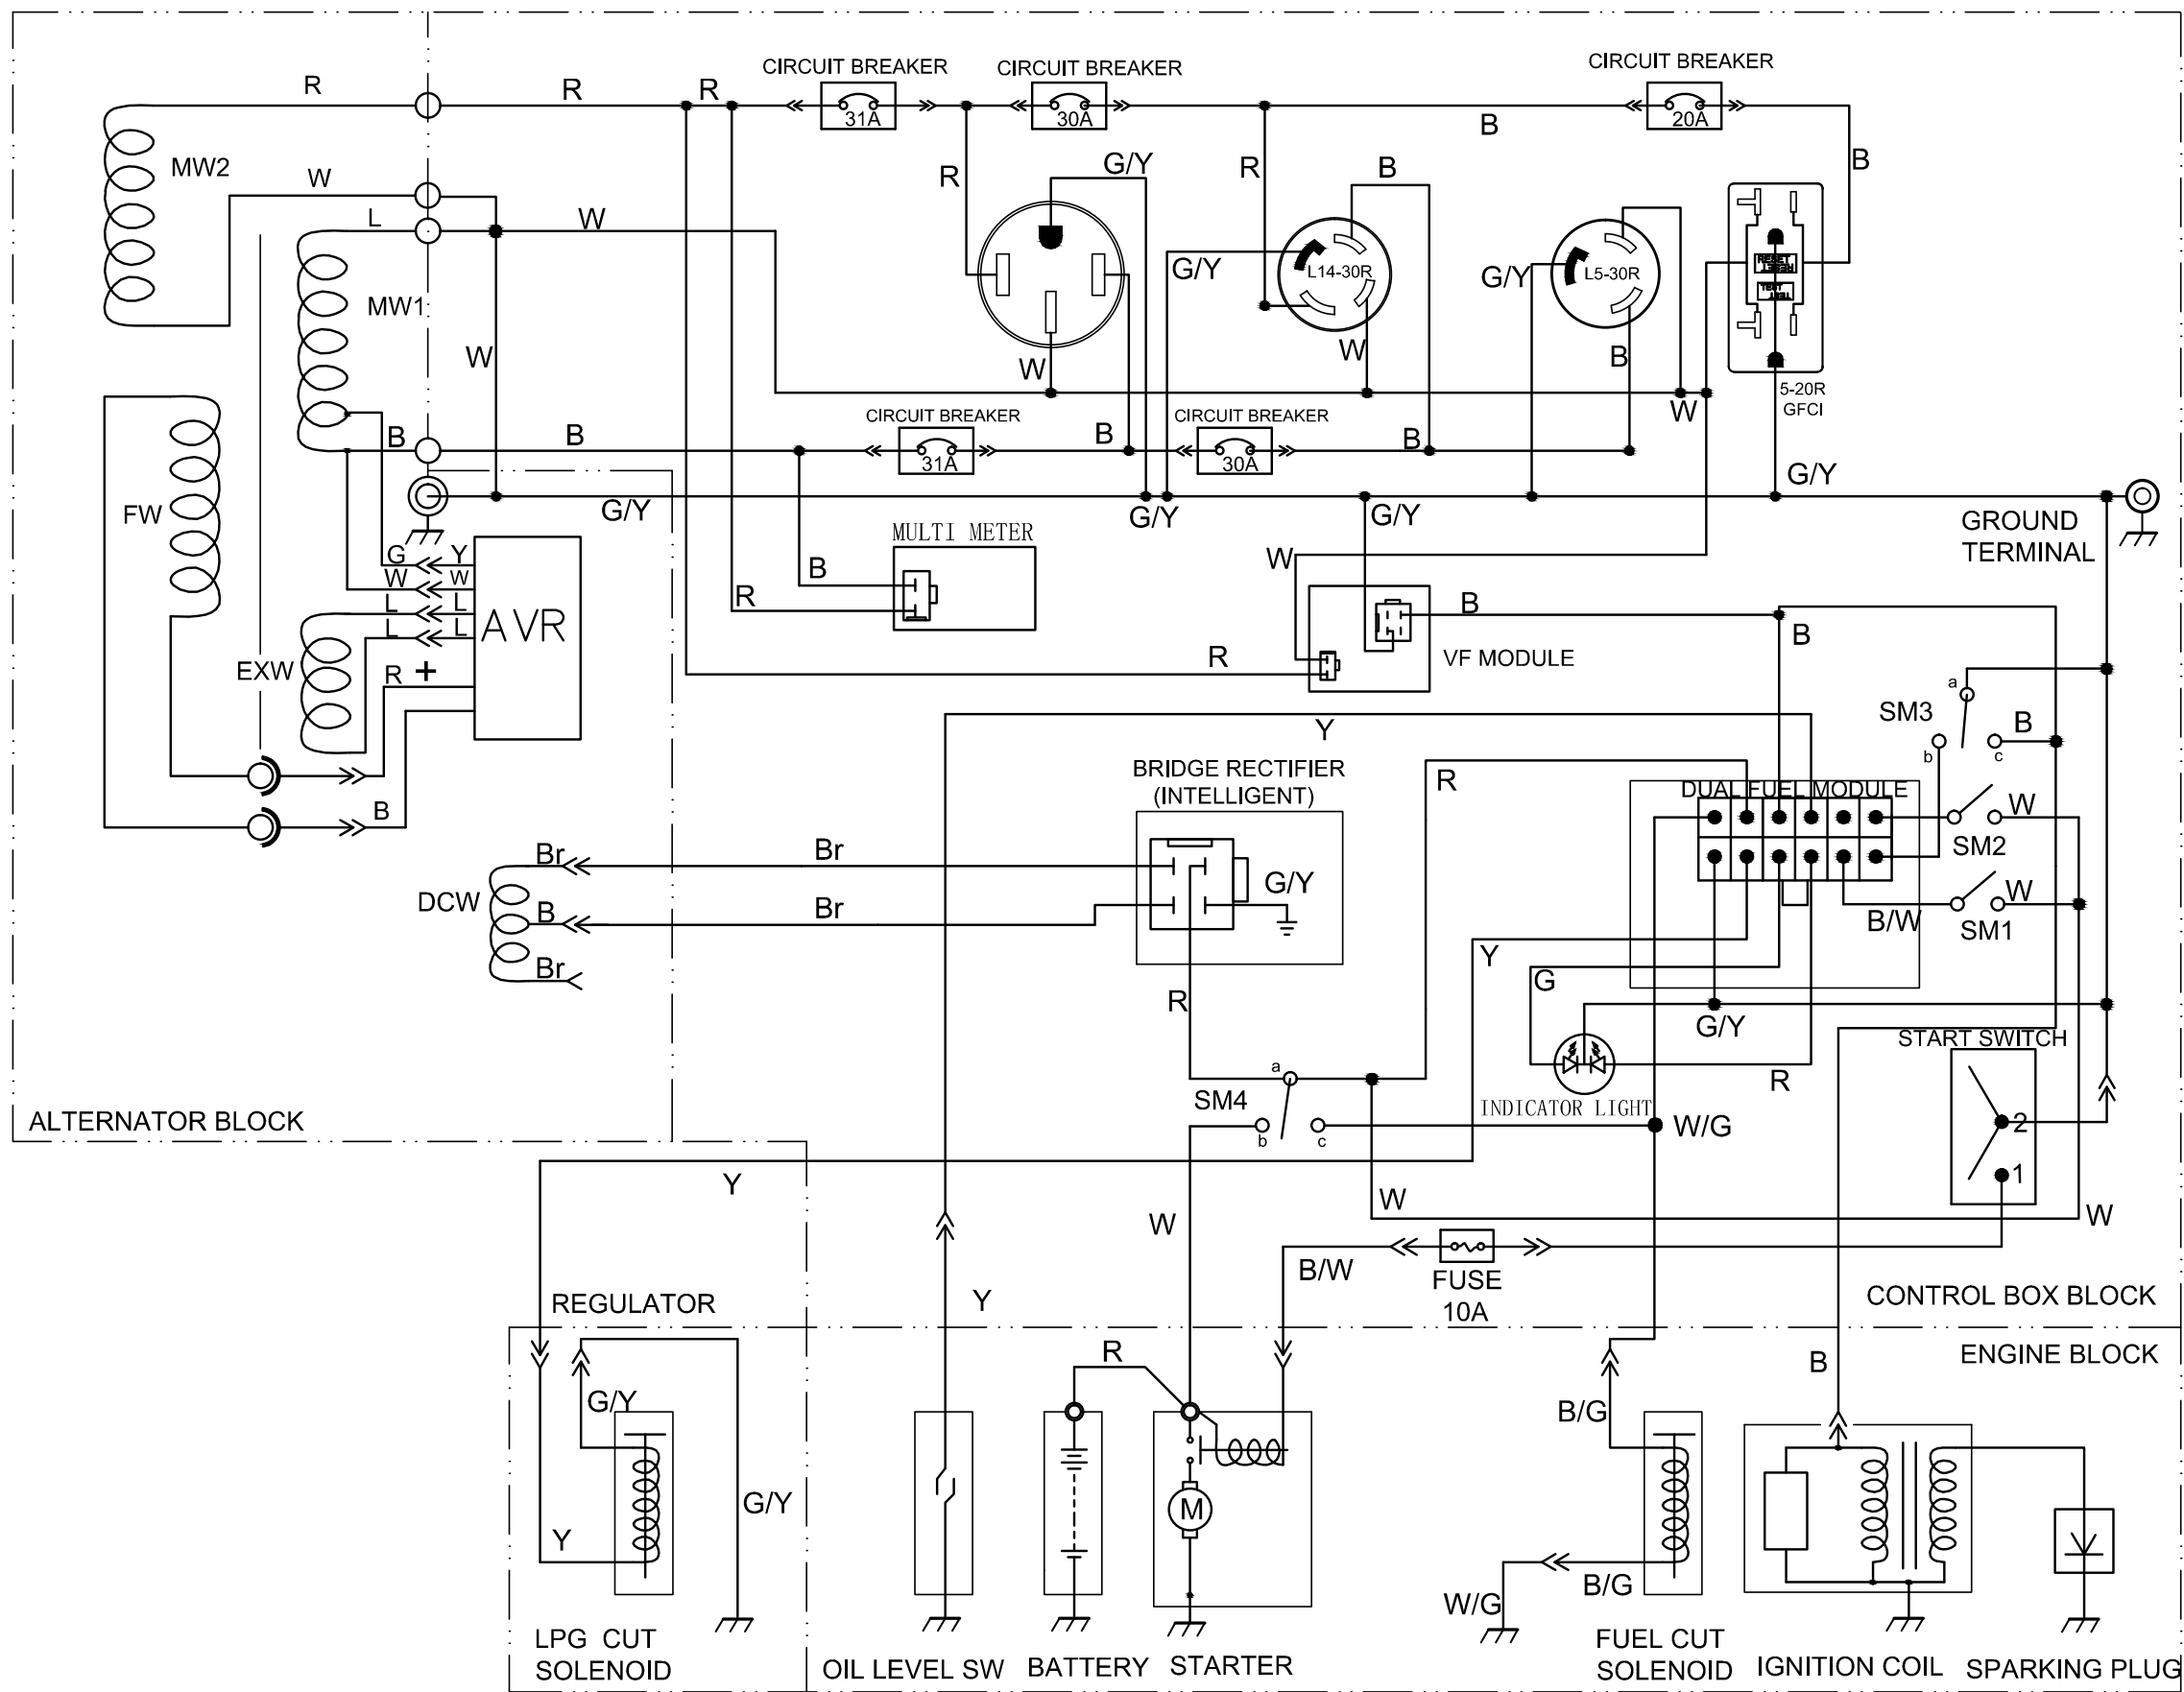 CIRCUIT BREAKER
CIRCUIT BREAKER
CIRCUIT BREAKER
R
R
R
31A
30A
20A
B
MW2
W
L
W
R
G/Y
R
B
B
MW1
G/Y
L14-30R
G/Y
L5-30R
RESET
TEST
W
W
W
B
5-20R
GFCI
W
CIRCUIT BREAKER
CIRCUIT BREAKER
B
B
31A
B
30A
B
FW
G/Y
G/Y
G/Y
G/Y
GROUND
TERMINAL
MULTI METER
G
Y
W
W
L
L
L
L
AVR
R +
EXW
B
R
W
B
B
R
VF MODULE
a
SM3
B
b
c
Y
BRIDGE RECTIFIER
(INTELLIGENT)
R
DUAL FUEL MODULE
W
SM2
B
Br
Br
DCW
B
Br
Br
G/Y
W
B/W
SM1
Y
G
R
G/Y
START SWITCH
a
SM4
b
c
R
INDICATOR LIGHT
W/G
2
1
ALTERNATOR BLOCK
Y
W
W
W
B/W
FUSE
10A
REGULATOR
Y
CONTROL BOX BLOCK
ENGINE BLOCK
R
B
G/Y
B/G
G/Y
Y
M
B/G
W/G
LPG CUT
SOLENOID
OIL LEVEL SW
BATTERY
STARTER
FUEL CUT
SOLENOID
IGNITION COIL
SPARKING PLUG